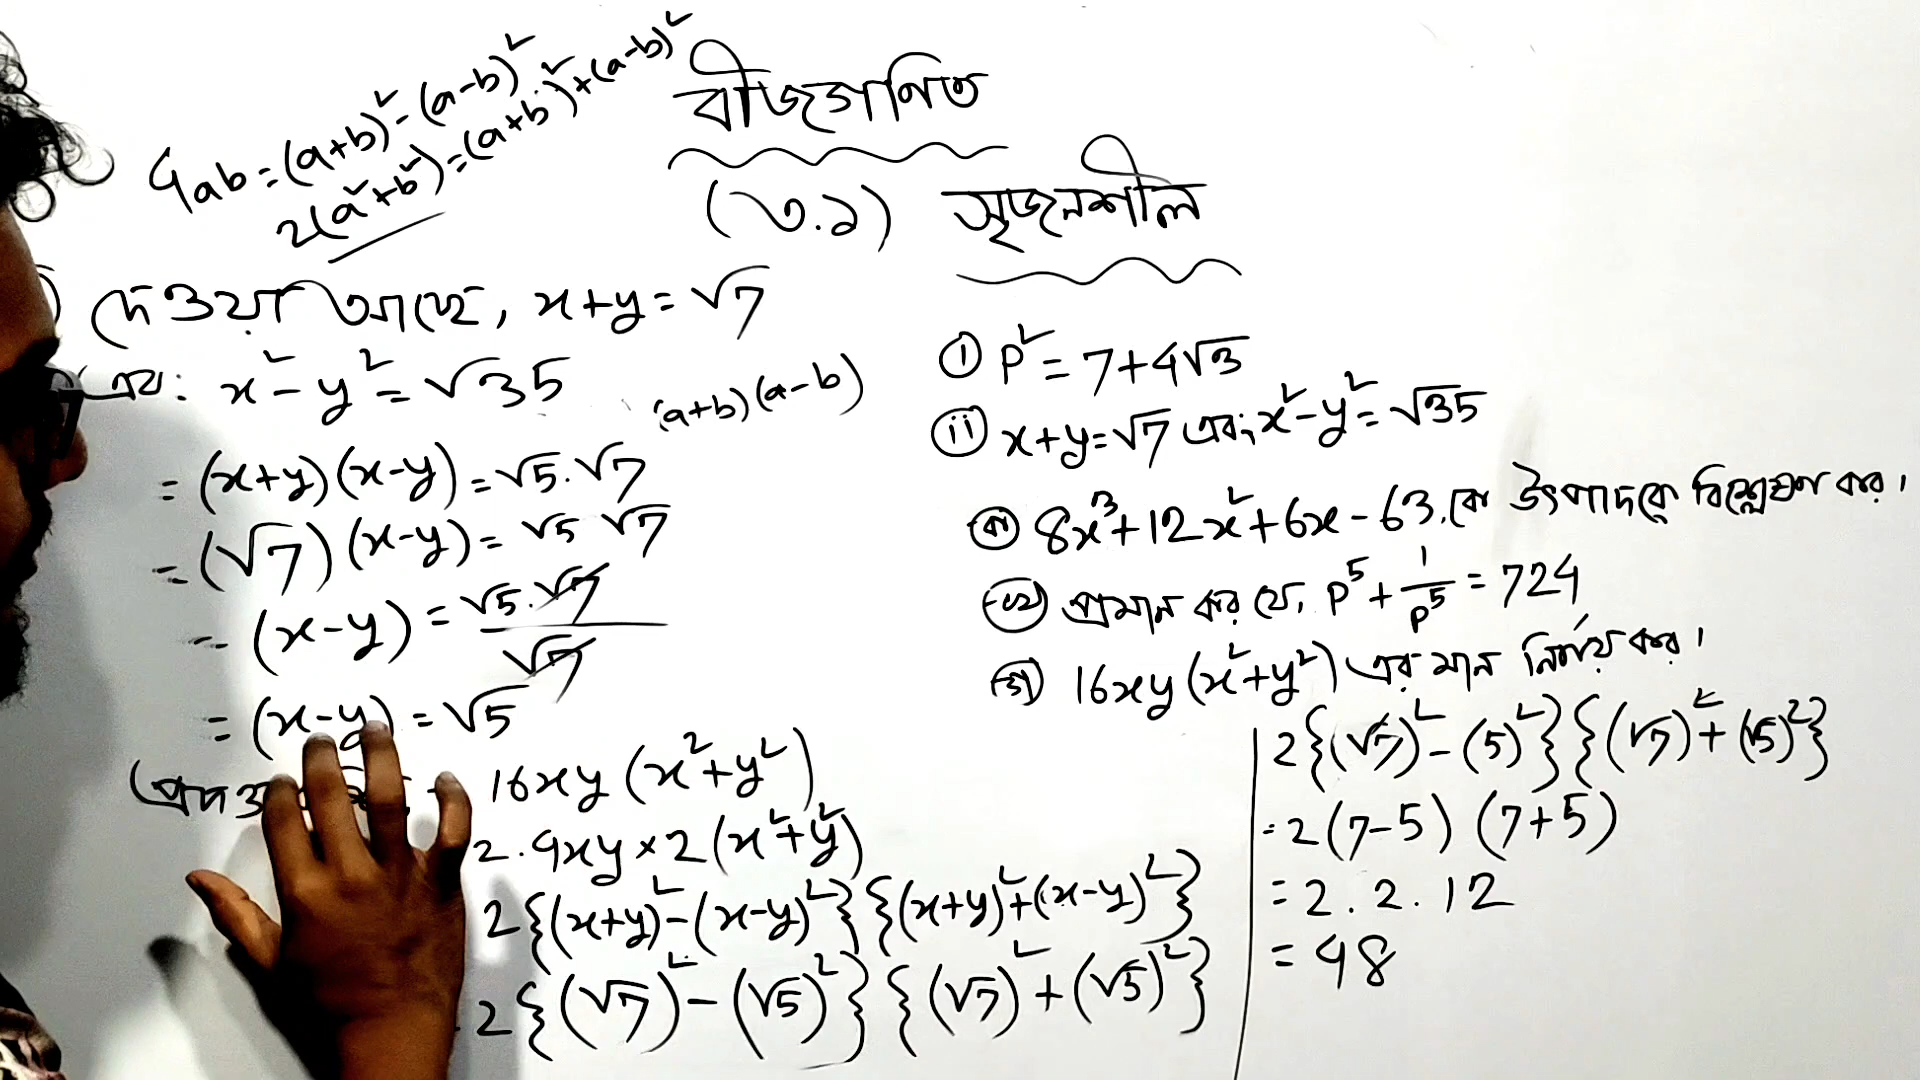 4ab = (a+b)² - (a-b)²
2(a²+b²) = (a+b)² + (a-b)²
বীজগনিত
(৩.১) সৃজনশীল
) দেওয়া আছে, x+y = √7
এবং x² - y² = √35
(a+b)(a-b)
= (x+y)(x-y) = √5.√7
= (√7)(x-y) = √5 √7
= (x-y) = √5.√7 / √7
= (x-y) = √5
16xy (x²+y²)
2.4xy × 2(x²+y²)
2{(x+y)² - (x-y)²} {(x+y)² + (x-y)²}
2{(√7)² - (√5)²} {(√7)² + (√5)²}
ⓘ P² = 7+4√3
ⓘⓘ x+y = √7 এবং x² - y² = √35
ক 8x³+12x²+6x-63 কে উৎপাদকে বিশ্লেষণ কর।
খ প্রমান কর যে, P⁵ + 1/P⁵ = 724
গ 16xy (x²+y²) এর মান নির্ণয় কর।
2{(√7)² - (5)²} {(√7)² + (√5)²}
= 2(7-5) (7+5)
= 2.2.12
= 48